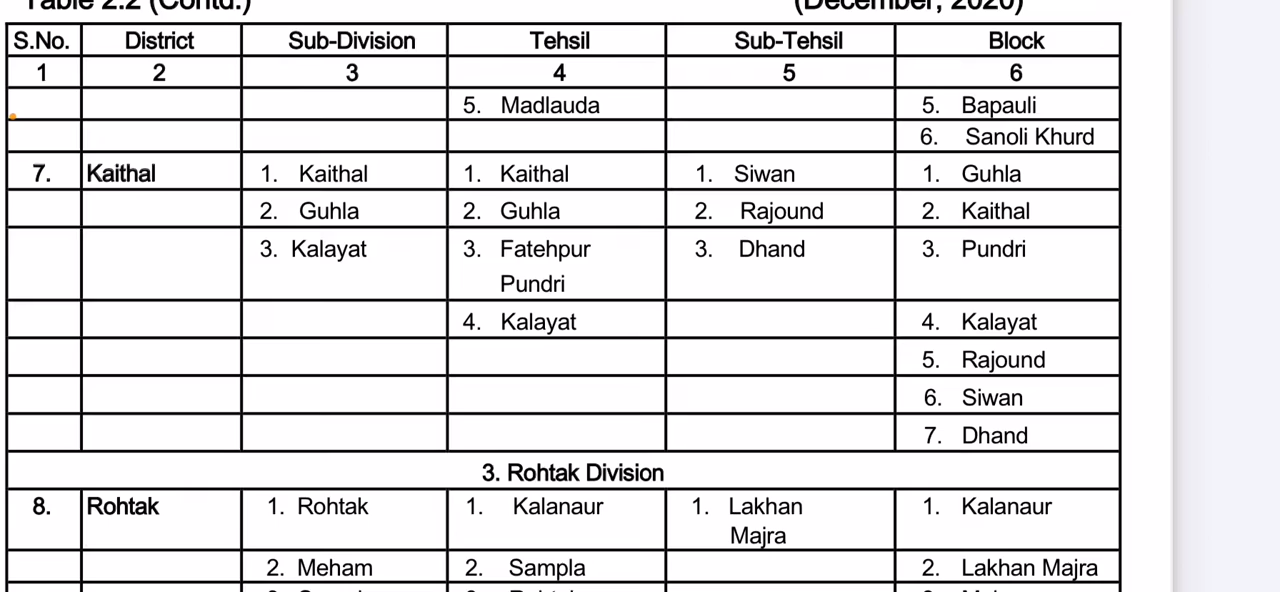 Table 2.2 (Contd.) (December, 2020)
S.No. District Sub-Division Tehsil Sub-Tehsil Block
1 2 3 4 5 6
5. Madlauda 5. Bapauli
6. Sanoli Khurd
7. Kaithal 1. Kaithal 1. Kaithal 1. Siwan 1. Guhla
2. Guhla 2. Guhla 2. Rajound 2. Kaithal
3. Kalayat 3. Fatehpur 3. Dhand 3. Pundri
Pundri
4. Kalayat 4. Kalayat
5. Rajound
6. Siwan
7. Dhand
3. Rohtak Division
8. Rohtak 1. Rohtak 1. Kalanaur 1. Lakhan 1. Kalanaur
Majra
2. Meham 2. Sampla 2. Lakhan Majra